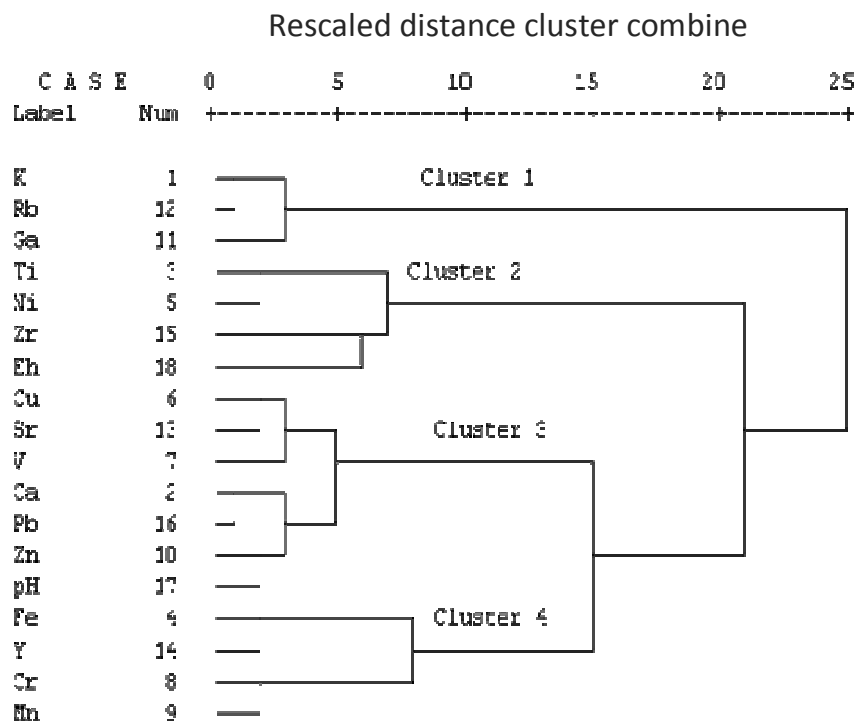 Rescaled distance cluster combine
C A S E 0 5 10 15 20 25
Label Num +---------+---------+---------+---------+---------+
K 1 Cluster 1
Rb 12
Ga 11
Ti 3 Cluster 2
Ni 5
Zr 15
Eh 18
Cu 6
Sr 13 Cluster 3
V 7
Ca 2
Pb 16
Zn 10
pH 17
Fe 4 Cluster 4
Y 14
Cr 8
Mn 9